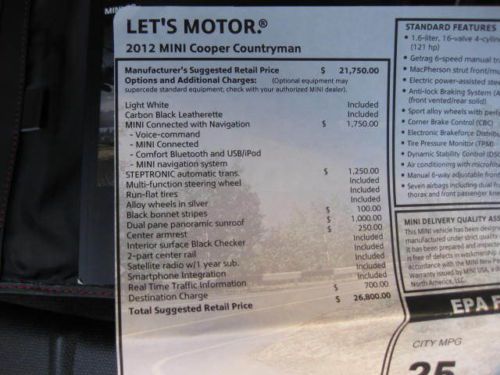 LET'S MOTOR.®
2012 MINI Cooper Countryman
Manufacturer's Suggested Retail Price $ 21,750.00
Options and Additional Charges: (Optional equipment may
supercede standard equipment; check with your authorized MINI dealer).
Light White Included
Carbon Black Leatherette Included
MINI Connected with Navigation $ 1,750.00
- Voice-command
- MINI Connected
- Comfort Bluetooth and USB/iPod
- MINI navigation system
STEPTRONIC automatic trans. $ 1,250.00
Multi-function steering wheel Included
Run-flat tires Included
Alloy wheels in silver Included
Black bonnet stripes $ 100.00
Dual pane panoramic sunroof $ 1,000.00
Center armrest $ 250.00
Interior surface Black Checker Included
2-part center rail Included
Satellite radio w/1 year sub. Included
Smartphone Integration Included
Real Time Traffic Information Included
Destination Charge $ 700.00
Total Suggested Retail Price $ 26,800.00
STANDARD FEATURES
• 1.6-liter, 16-valve 4-cylin
(121 hp)
• Getrag 6-speed manual tra
• MacPherson strut front/m
• Electric power-assisted stee
• Anti-lock Braking System (A
(front vented/rear solid)
• Sport alloy wheels with perf
• Corner Brake Control (CBC)
• Electronic Brakeforce Distribu
• Tire Pressure Monitor (TPM)
• Dynamic Stability Control (DSC
• Air conditioning with microfilt
• Manual 6-way adjustable front
• Seven airbags including dual fr
thorax and front passenger knee
MINI DELIVERY QUALITY ASS
This MINI vehicle has been design
manufactured under strict quality
It has been prepared and inspect
is free of defects in workmanship
accordance with the MINI New P
Warranty issued by MINI USA, a
North America, LLC.
EPA F
CITY MPG
25